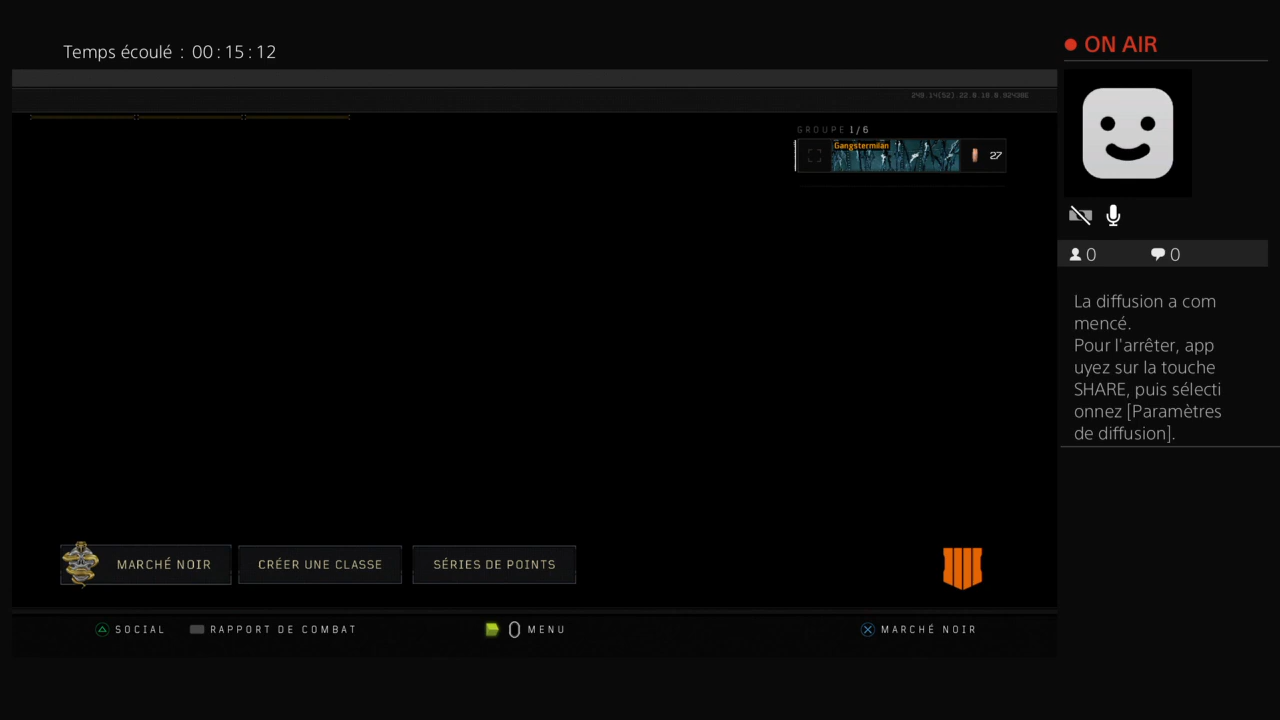 Temps écoulé : 00:15:12
ON AIR
GROUPE 1/6
Gangstermilan
27
0
0
La diffusion a com
mencé.
Pour l'arrêter, app
uyez sur la touche
SHARE, puis sélecti
onnez [Paramètres
de diffusion].
MARCHÉ NOIR
CRÉER UNE CLASSE
SÉRIES DE POINTS
SOCIAL
RAPPORT DE COMBAT
0 MENU
MARCHÉ NOIR